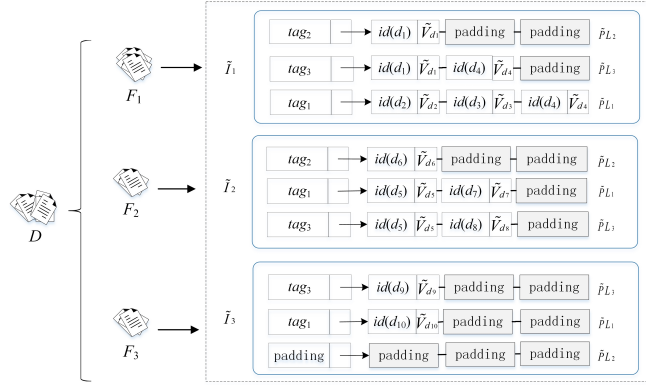 tag₂ id(d₁) Ṽd₁ padding padding p̃L₂
F₁ Ĩ₁ tag₃ id(d₁) Ṽd₁ id(d₄) Ṽd₄ padding p̃L₃
tag₁ id(d₂) Ṽd₂ id(d₃) Ṽd₃ id(d₄) Ṽd₄ p̃L₁
tag₂ id(d₆) Ṽd₆ padding padding p̃L₂
D F₂ Ĩ₂ tag₁ id(d₅) Ṽd₅ id(d₇) Ṽd₇ padding p̃L₁
tag₃ id(d₅) Ṽd₅ id(d₈) Ṽd₈ padding p̃L₃
tag₃ id(d₉) Ṽd₉ padding padding p̃L₃
F₃ Ĩ₃ tag₁ id(d₁₀) Ṽd₁₀ padding padding p̃L₁
padding padding padding padding p̃L₂